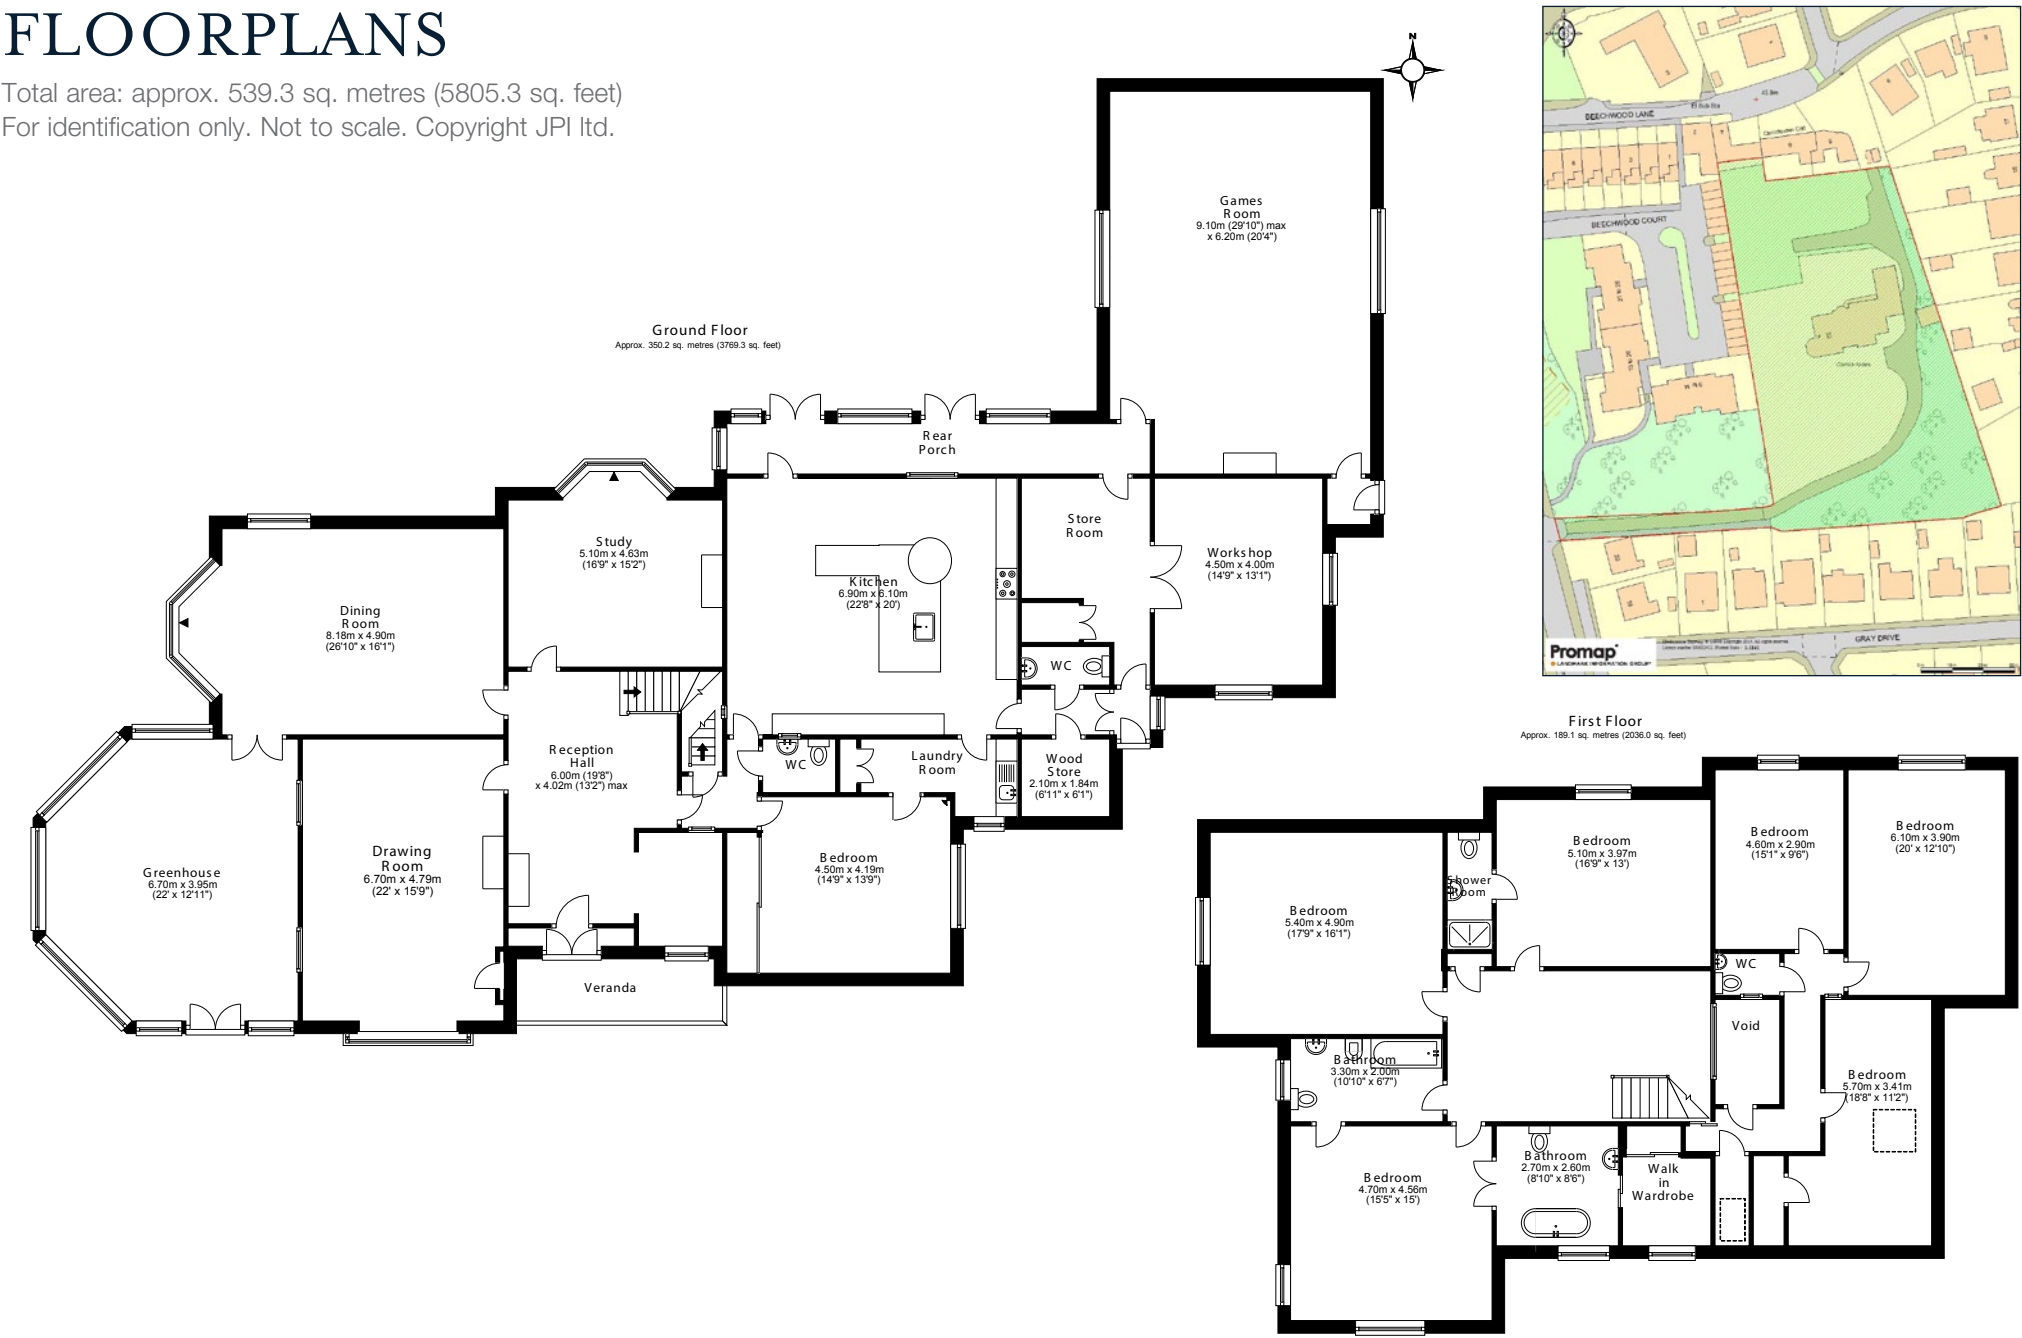 FLOORPLANS
Total area: approx. 539.3 sq. metres (5805.3 sq. feet)
For identification only. Not to scale. Copyright JPI ltd.
N
Ground Floor
Approx. 350.2 sq. metres (3769.3 sq. feet)
Games
Room
9.10m (29'10") max
x 6.20m (20'4")
Rear
Porch
Study
5.10m x 4.63m
(16'9" x 15'2")
Store
Room
Workshop
4.50m x 4.00m
(14'9" x 13'1")
Kitchen
6.90m x 6.10m
(22'8" x 20')
Dining
Room
8.18m x 4.90m
(26'10" x 16'1")
WC
Reception
Hall
6.00m (19'8")
x 4.02m (13'2") max
WC
Laundry
Room
Wood
Store
2.10m x 1.84m
(6'11" x 6'1")
Greenhouse
6.70m x 3.95m
(22' x 12'11")
Drawing
Room
6.70m x 4.79m
(22' x 15'9")
Bedroom
4.50m x 4.19m
(14'9" x 13'9")
Veranda
BEECHWOOD LANE
El Sub Sta
BEECHWOOD COURT
GRAY DRIVE
Promap
LANDMARK INFORMATION GROUP
First Floor
Approx. 189.1 sq. metres (2036.0 sq. feet)
Bedroom
5.40m x 4.90m
(17'9" x 16'1")
Shower
Room
Bedroom
5.10m x 3.97m
(16'9" x 13')
Bedroom
4.60m x 2.90m
(15'1" x 9'6")
Bedroom
6.10m x 3.90m
(20' x 12'10")
WC
Void
Bathroom
3.30m x 2.00m
(10'10" x 6'7")
Bedroom
5.70m x 3.41m
(18'8" x 11'2")
Bedroom
4.70m x 4.56m
(15'5" x 15')
Bathroom
2.70m x 2.60m
(8'10" x 8'6")
Walk
in
Wardrobe